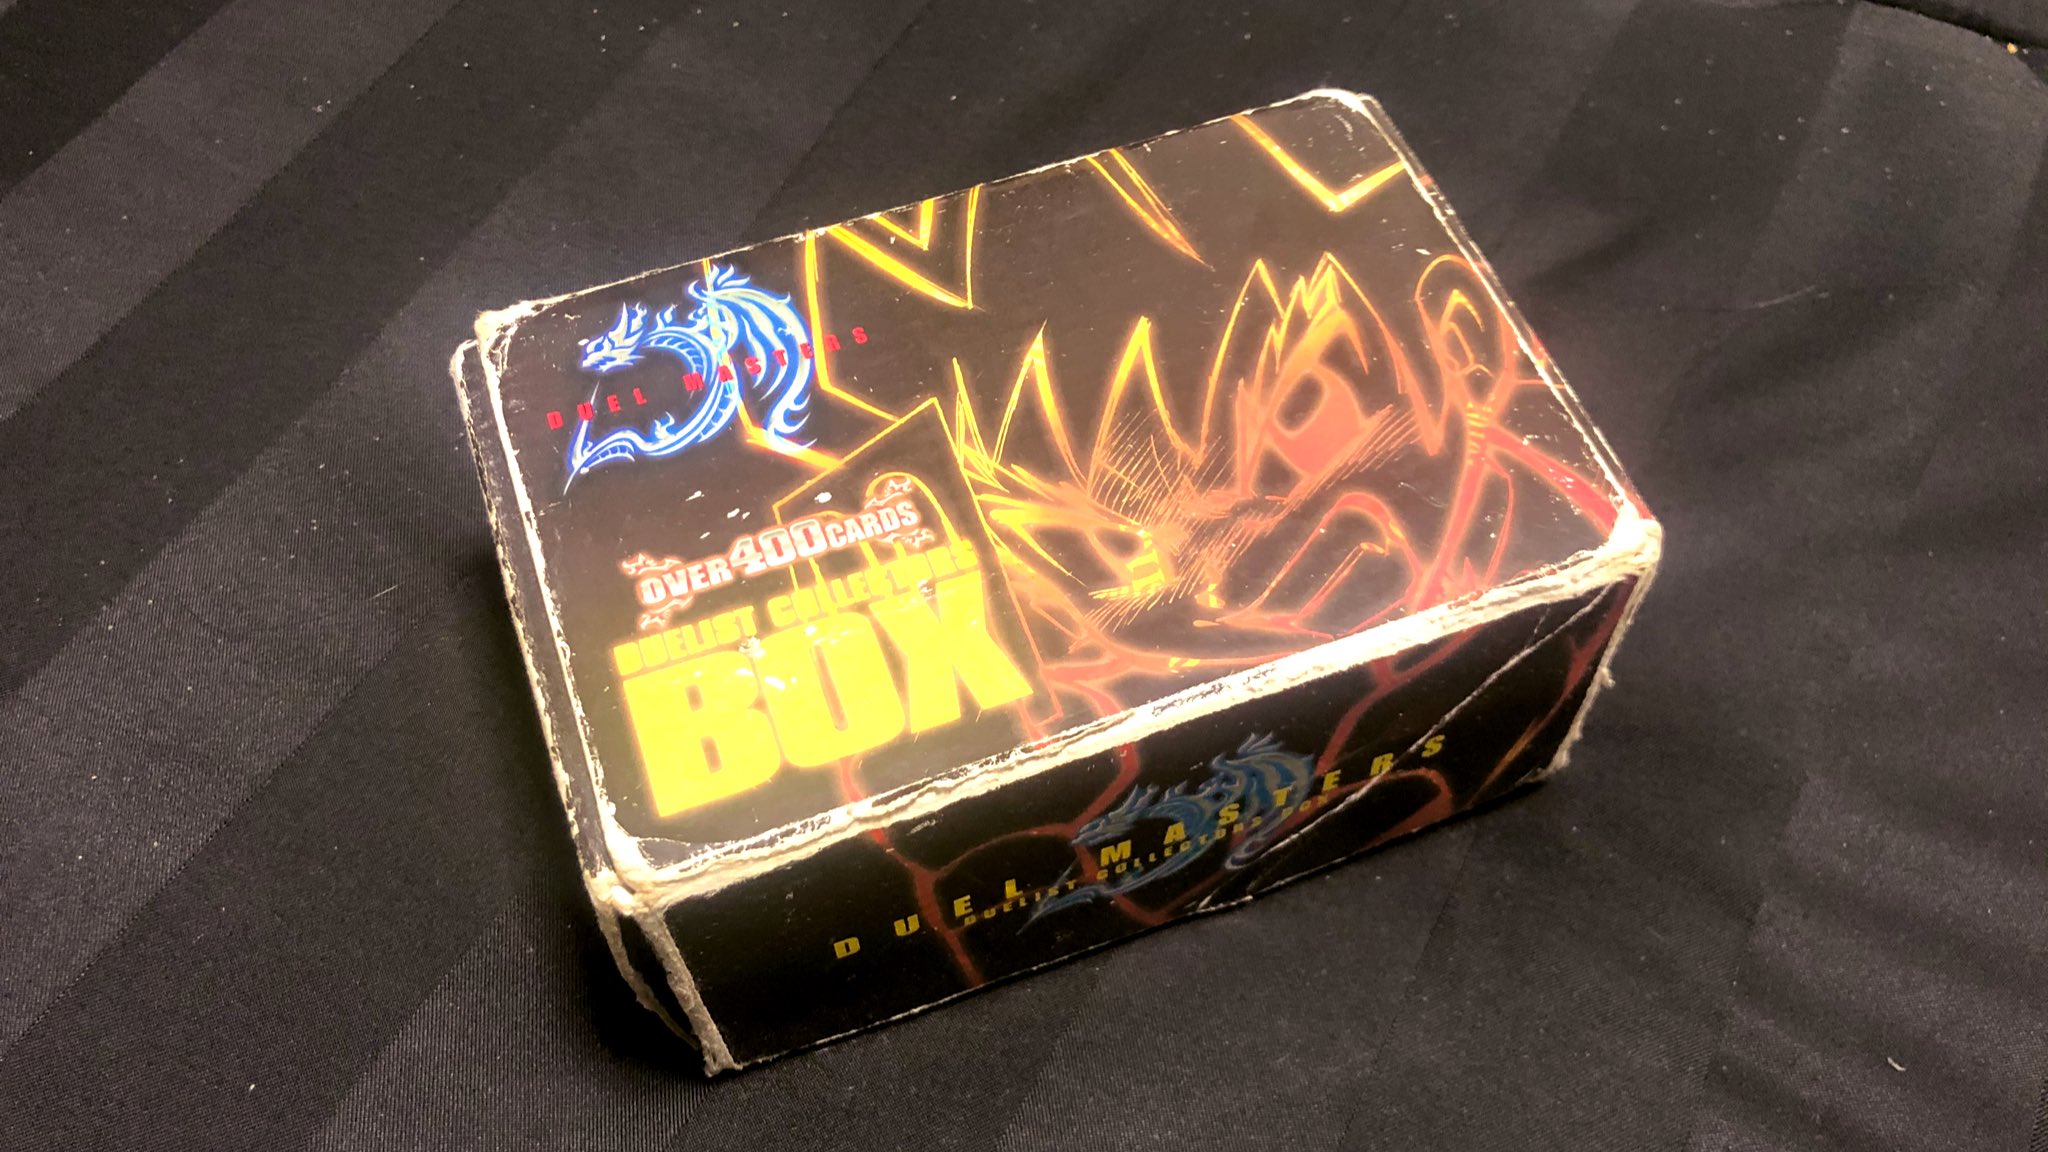 DUEL MASTERS
OVER 400 CARDS
DUELIST COLLECTORS
BOX
DUEL MASTERS
DUELIST COLLECTORS BOX